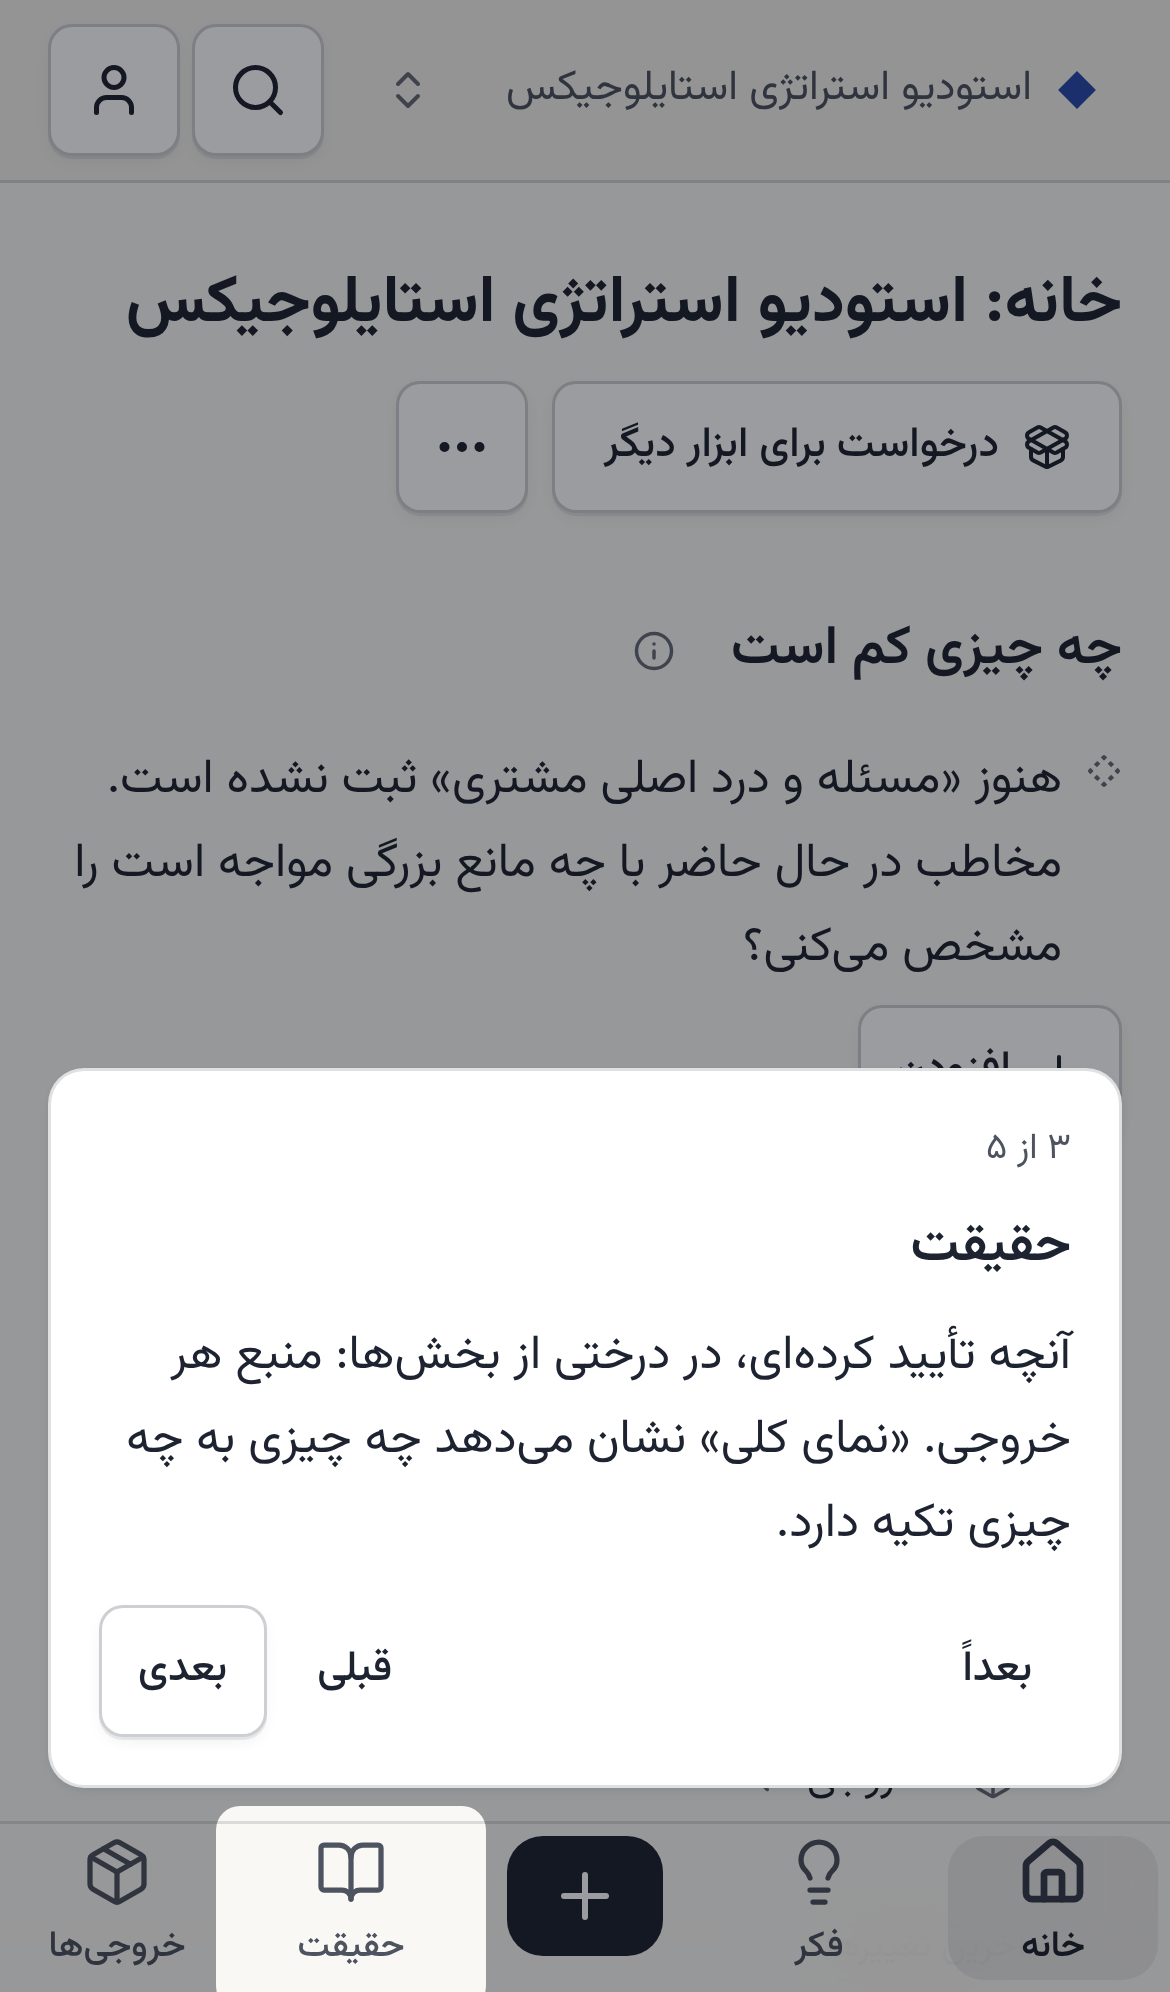 استودیو استراتژی استایلوجیکس
خانه: استودیو استراتژی استایلوجیکس
درخواست برای ابزار دیگر
چه چیزی کم است
هنوز «مسئله و درد اصلی مشتری» ثبت نشده است.
مخاطب در حال حاضر با چه مانع بزرگی مواجه است را
مشخص می‌کنی؟
افزودن
۳ از ۵
حقیقت
آنچه تأیید کرده‌ای، در درختی از بخش‌ها: منبع هر
خروجی. «نمای کلی» نشان می‌دهد چه چیزی به چه
چیزی تکیه دارد.
بعداً
قبلی
بعدی
خانه
فکر
حقیقت
خروجی‌ها